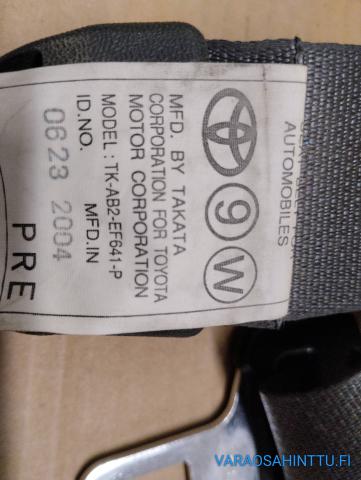 AUTOMOBILES
9 W
MFD. BY TAKATA
CORPORATION FOR TOYOTA
MOTOR CORPORATION
MODEL : TK-AB2-EF641-P
ID.NO. MFD.IN
0623 2004
PRE
VARAOSAHINTTU.FI